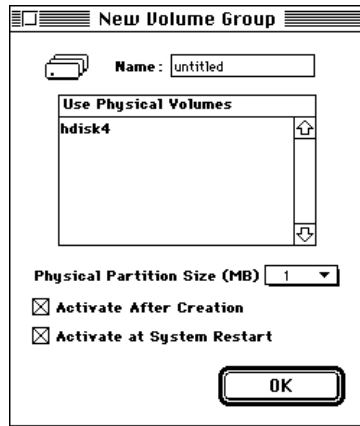 New Volume Group
Name: untitled
Use Physical Volumes
hdisk4
Physical Partition Size (MB) 1
Activate After Creation
Activate at System Restart
OK